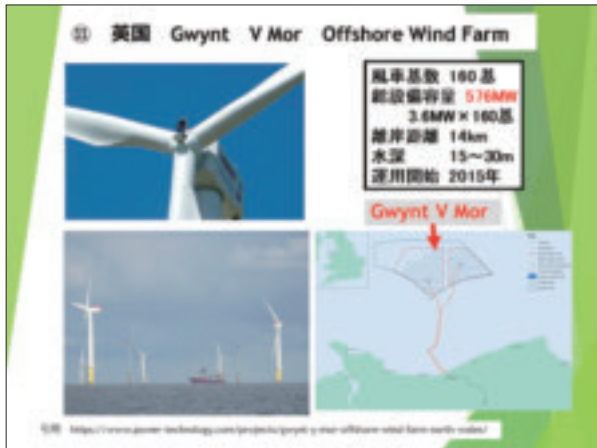 英国 Gwynt V Mor Offshore Wind Farm
風車基数 160基
総設備容量 576MW
3.6MW×160基
離岸距離 14km
水深 15～30m
運用開始 2015年
Gwynt V Mor
引用 https://www.power-technology.com/projects/gwynt-y-mor-offshore-wind-farm-north-wales/